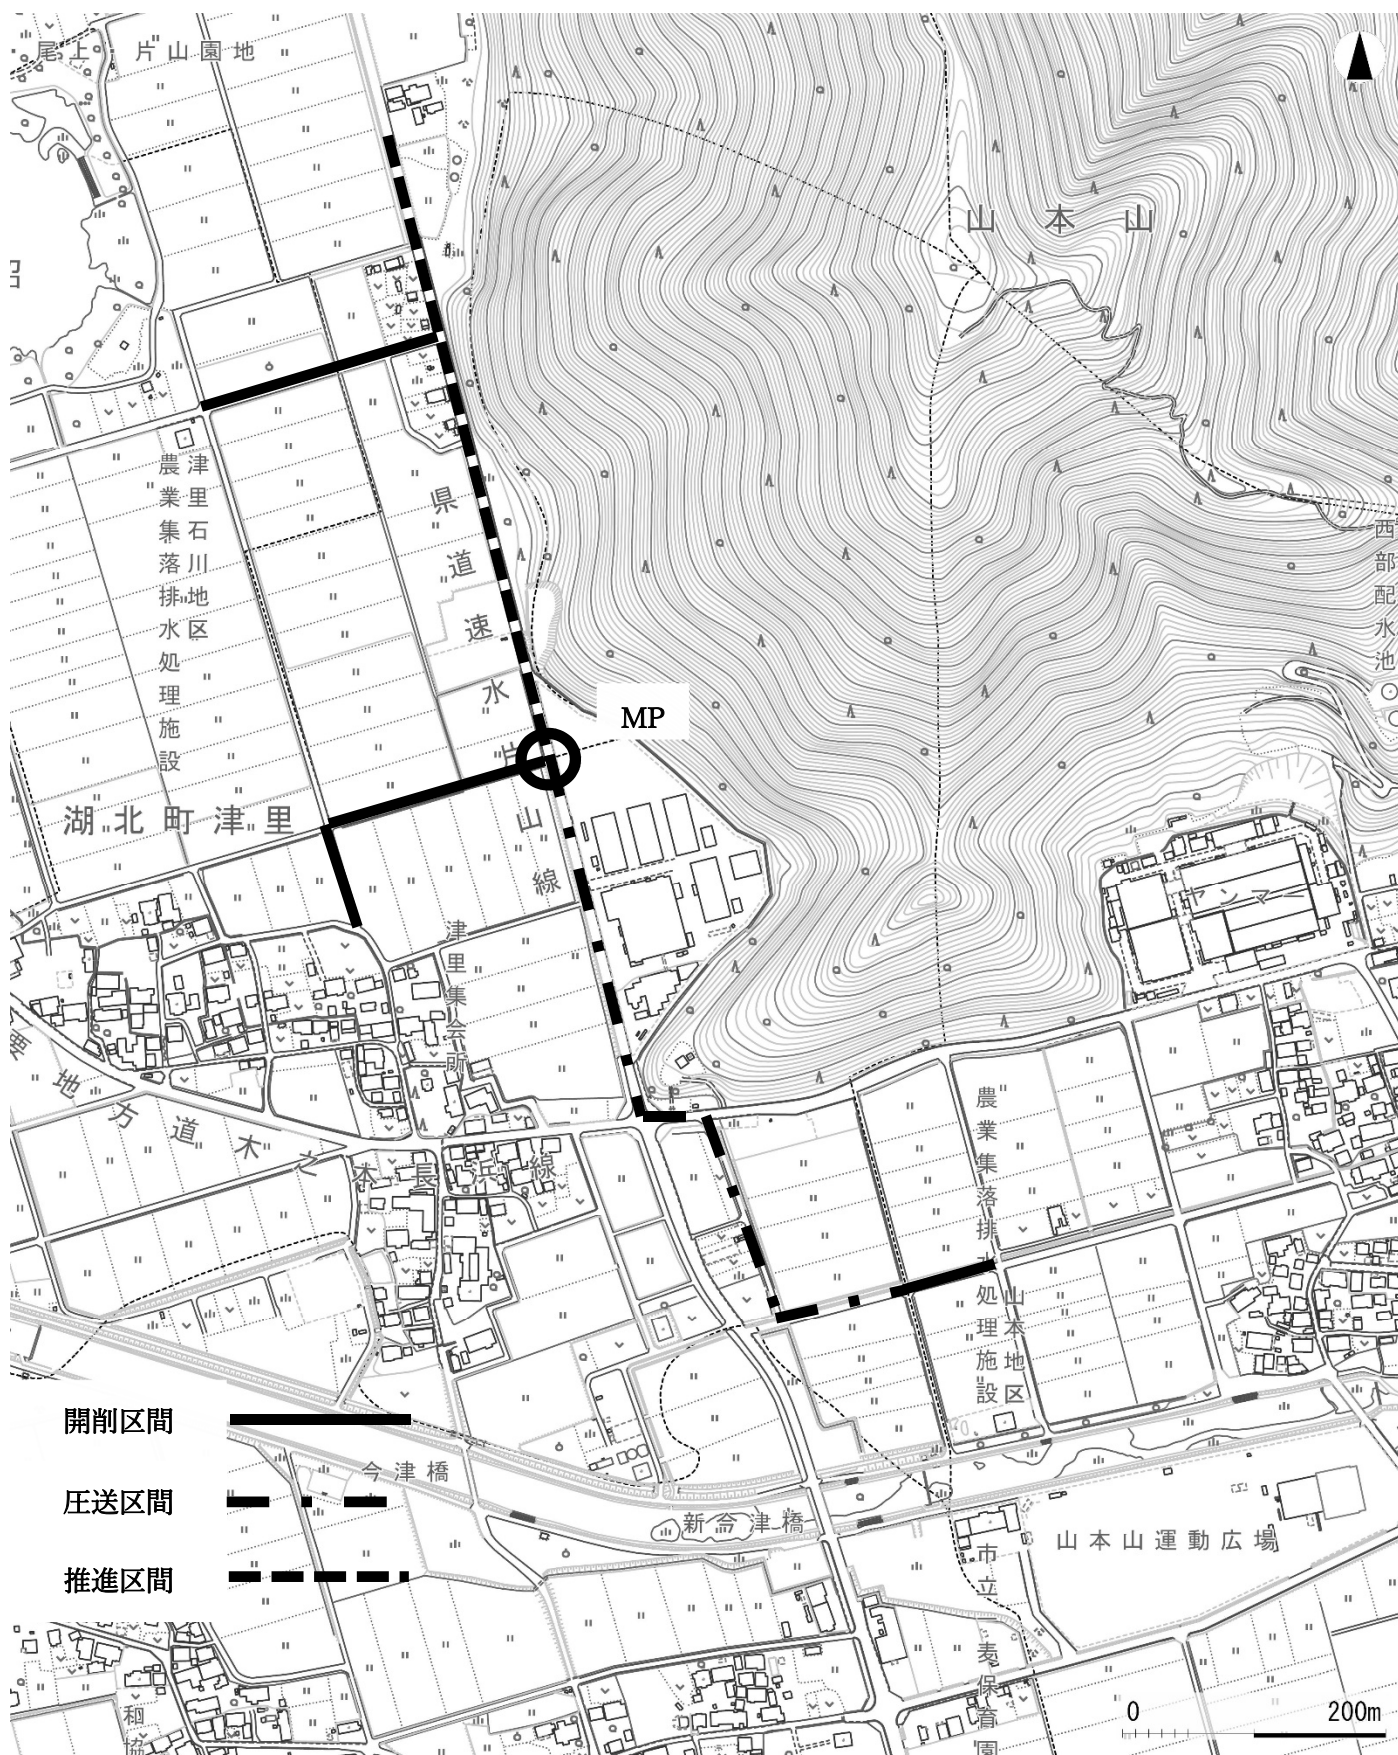 尾上
片山園地
山本山
県道速水片山線
津里石川地区
農業集落排水処理施設
西部配水池
MP
湖北町津里
ヤンマー
津里集会所
地方道木之本長浜線
山本地区
農業集落排水処理施設
開削区間
圧送区間
推進区間
今津橋
新今津橋
山本山運動広場
市立
麦保育園
0 200m